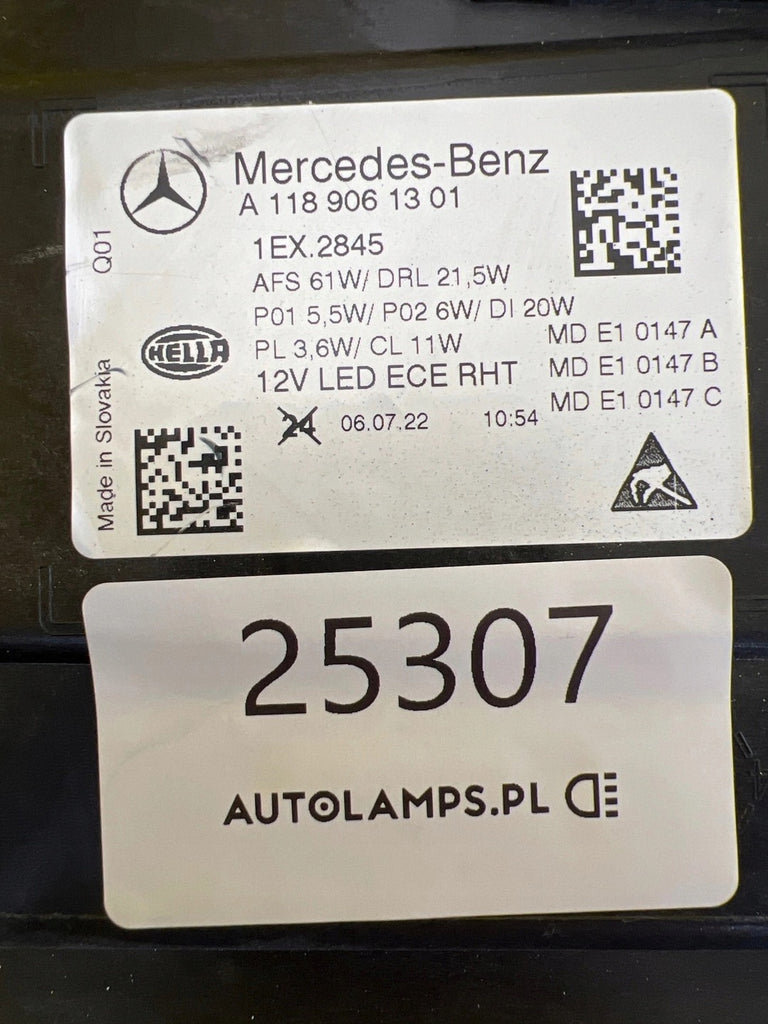 Mercedes-Benz
A 118 906 13 01
1EX.2845
AFS 61W/ DRL 21,5W
P01 5,5W/ P02 6W/ DI 20W
PL 3,6W/ CL 11W
12V LED ECE RHT
MD E1 0147 A
MD E1 0147 B
MD E1 0147 C
24 06.07.22 10:54
HELLA
Q01
Made in Slovakia
25307
AUTOLAMPS.PL